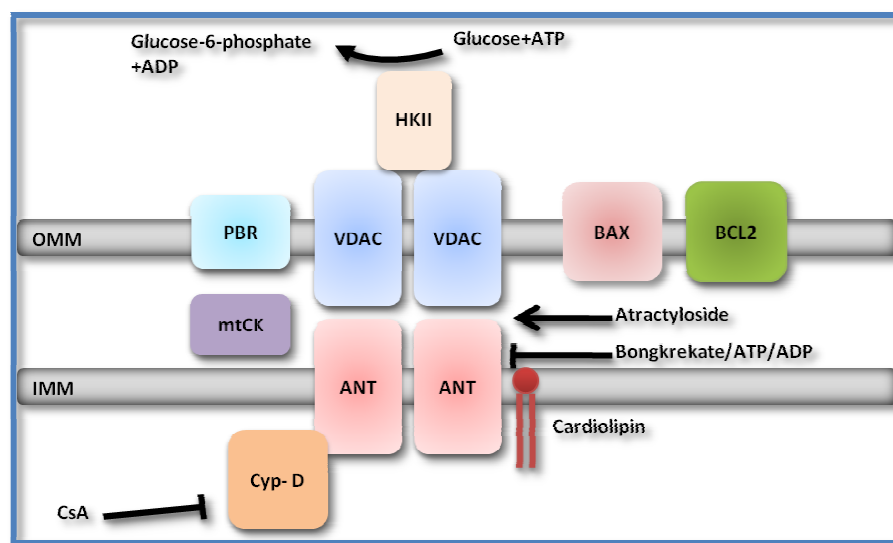 Glucose-6-phosphate
+ADP
Glucose+ATP
HKII
PBR
VDAC
VDAC
BAX
BCL2
OMM
mtCK
Atractyloside
Bongkrekate/ATP/ADP
IMM
ANT
ANT
Cardiolipin
Cyp- D
CsA